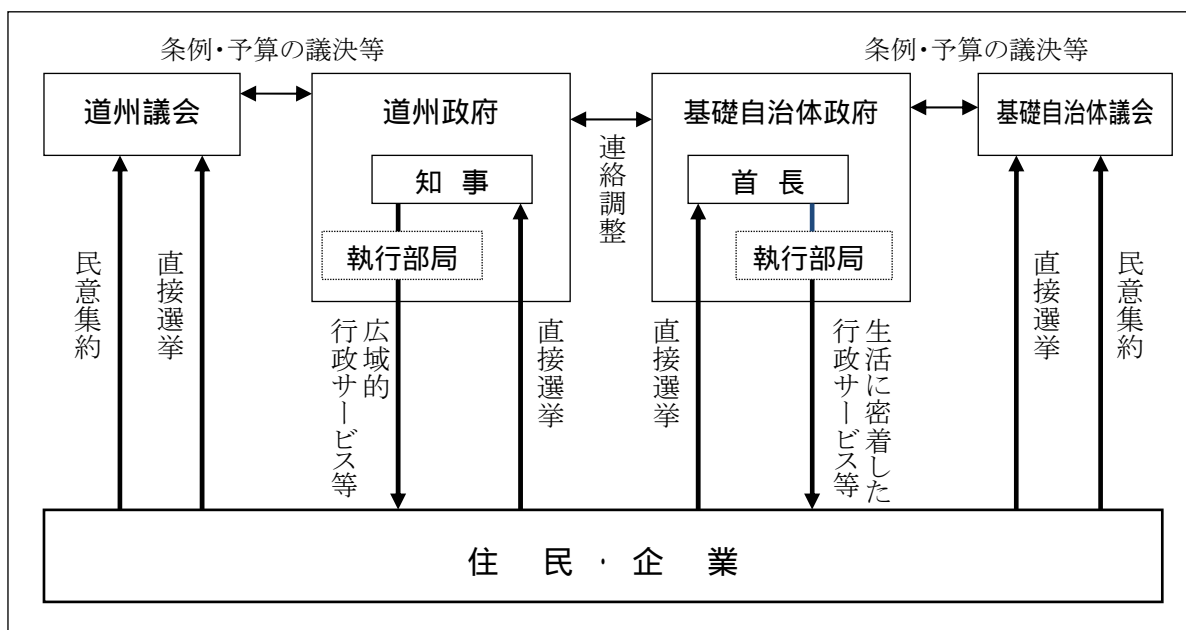 条例・予算の議決等
条例・予算の議決等
道州議会
道州政府
基礎自治体政府
基礎自治体議会
連絡調整
知 事
首 長
執行部局
執行部局
民意集約
直接選挙
広域的
行政サービス等
直接選挙
直接選挙
生活に密着した
行政サービス等
直接選挙
民意集約
住 民 ・ 企 業